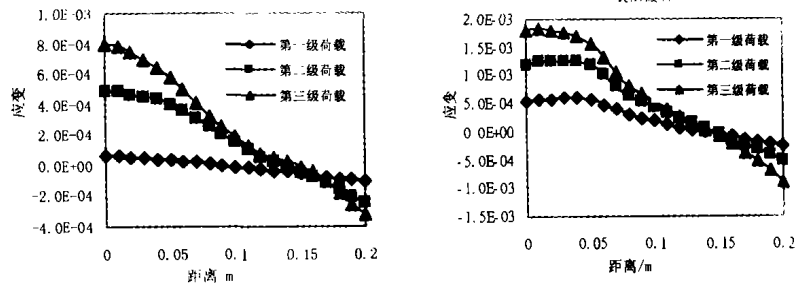 1.0E-03
8.0E-04
6.0E-04
4.0E-04
2.0E-04
0.0E+00
-2.0E-04
-4.0E-04
应变
第一级荷载
第二级荷载
第三级荷载
0
0.05
0.1
0.15
0.2
距离 m
2.0E-03
1.5E-03
1.0E-03
5.0E-04
0.0E+00
-5.0E-04
-1.0E-03
-1.5E-03
应变
第一级荷载
第二级荷载
第三级荷载
0
0.05
0.1
0.15
0.2
距离/m